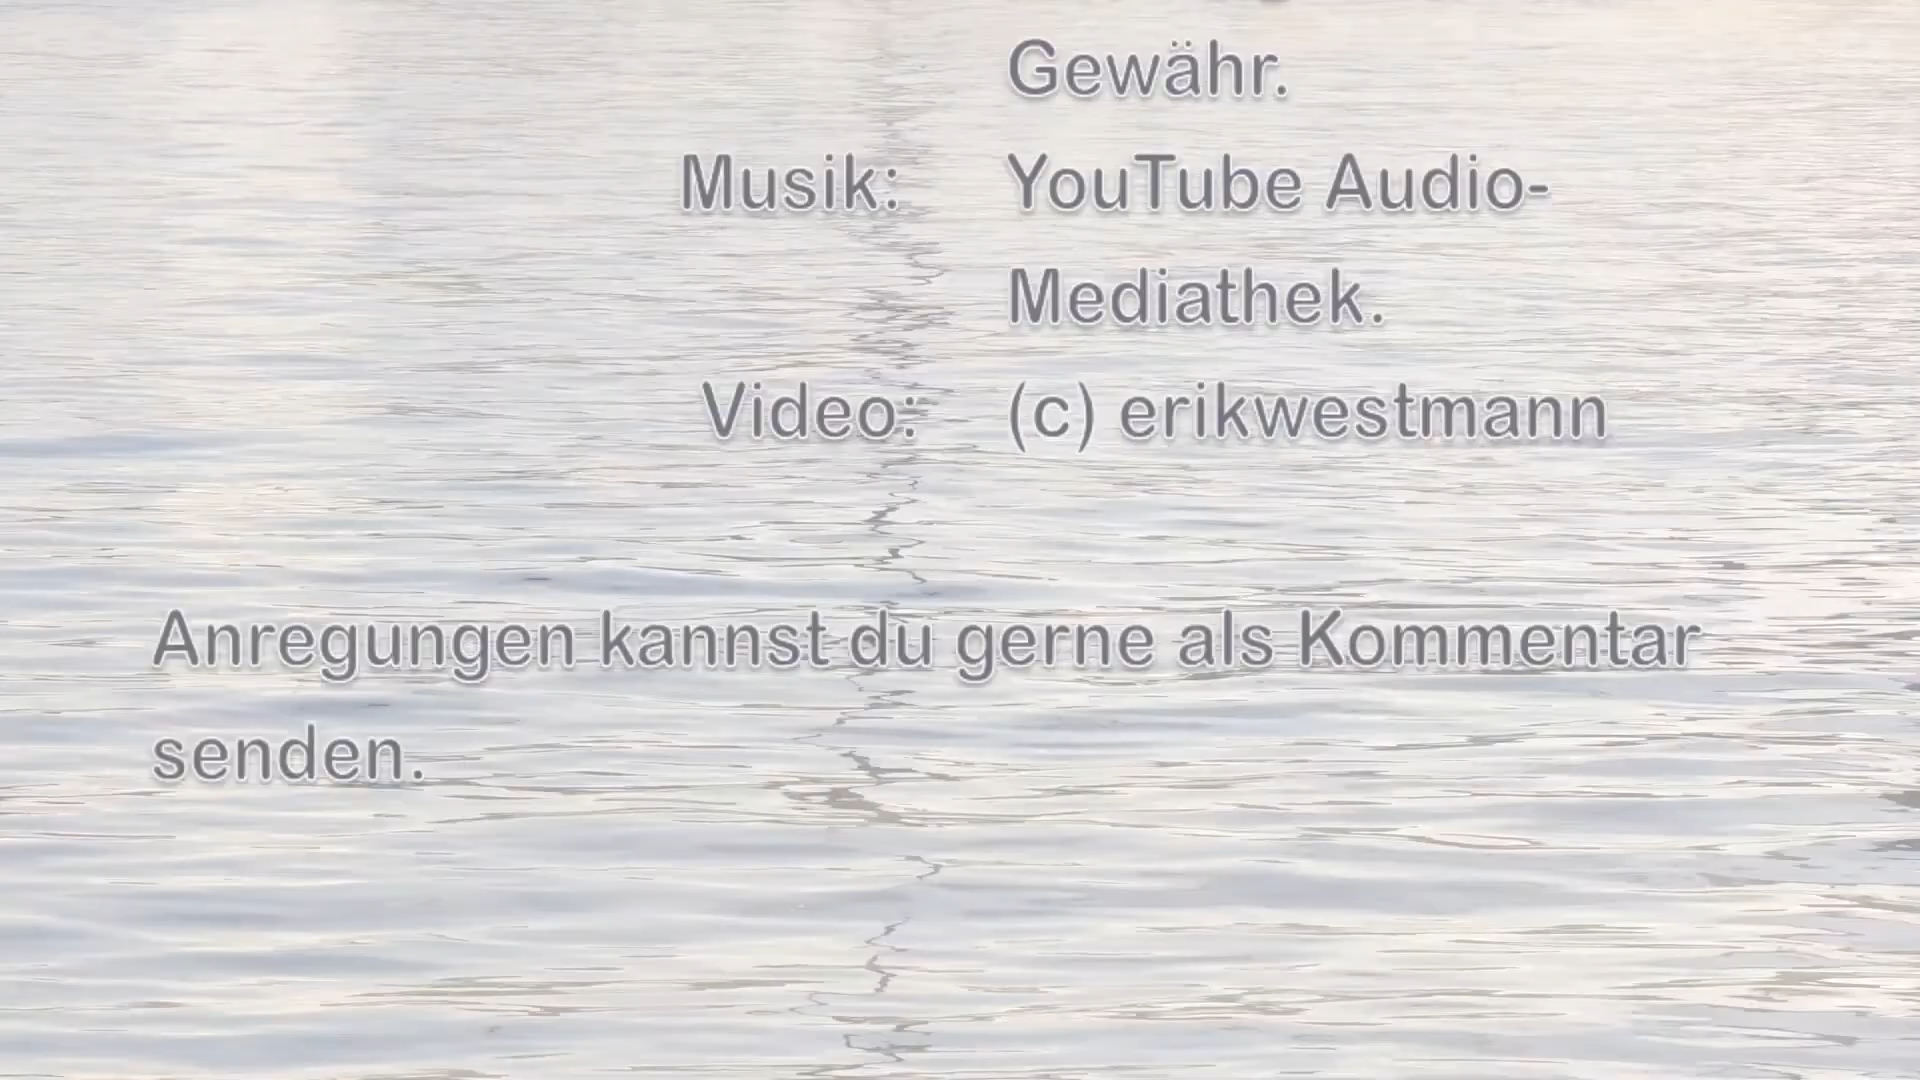 Gewähr.
Musik: YouTube Audio-
Mediathek.
Video: (c) erikwestmann
Anregungen kannst du gerne als Kommentar
senden.